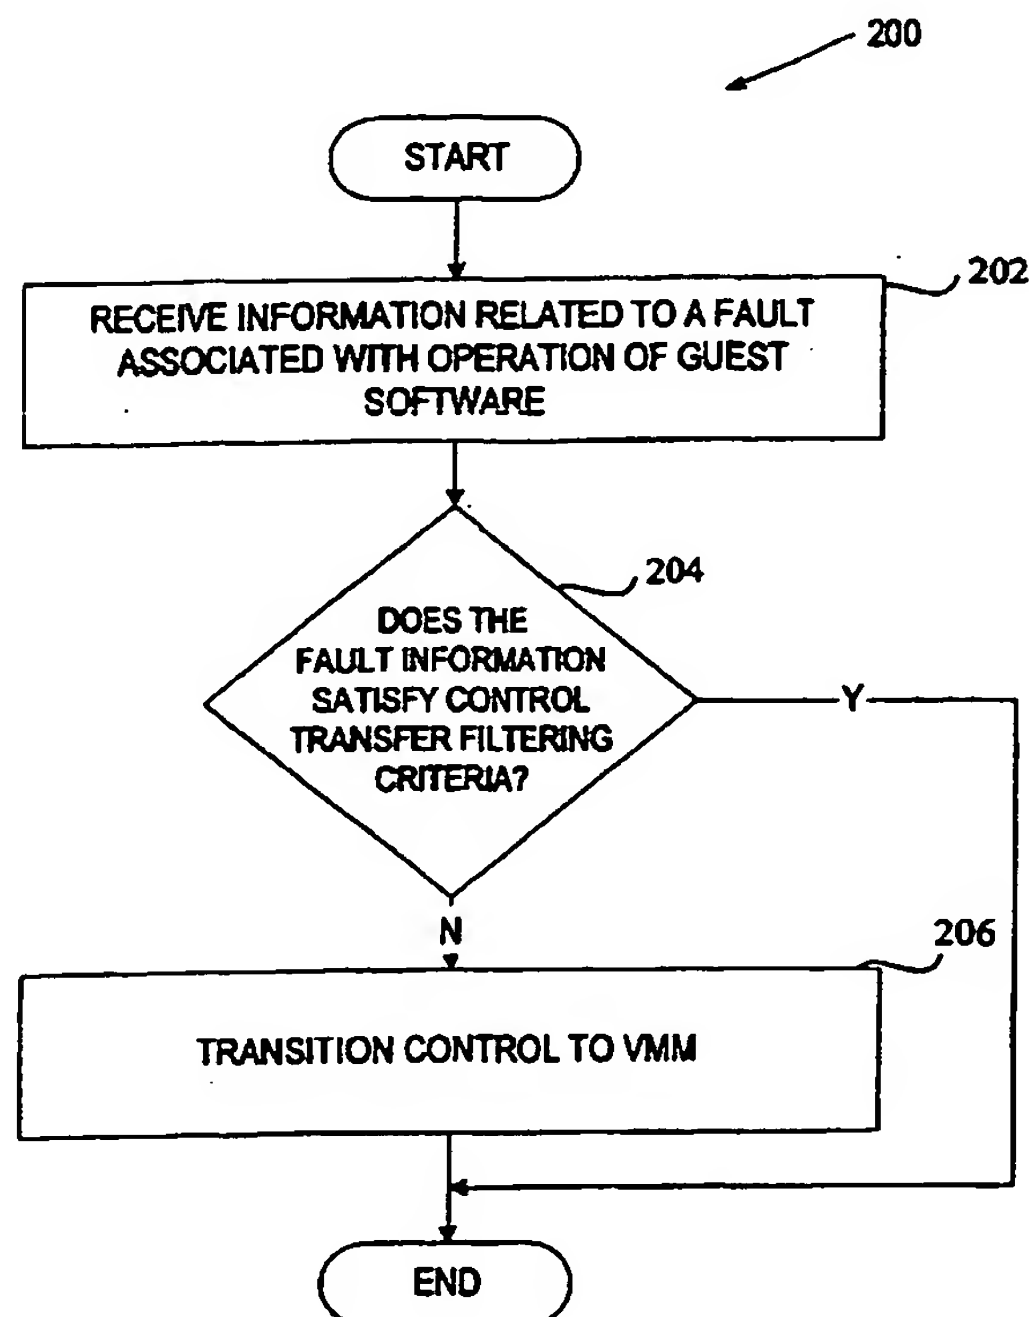 200
START
202
RECEIVE INFORMATION RELATED TO A FAULT
ASSOCIATED WITH OPERATION OF GUEST
SOFTWARE
204
DOES THE
FAULT INFORMATION
SATISFY CONTROL
TRANSFER FILTERING
CRITERIA?
Y
N
206
TRANSITION CONTROL TO VMM
END